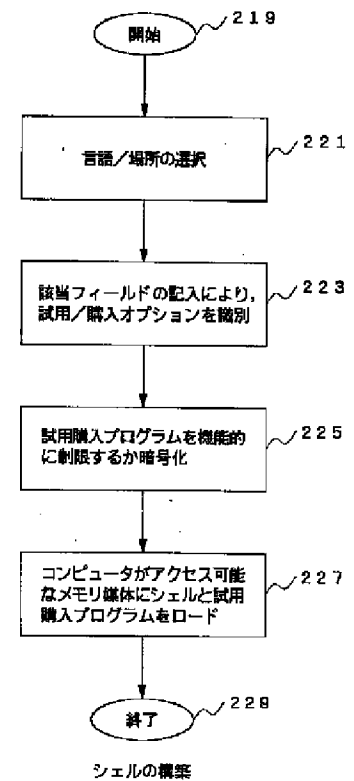 開始
219
言語／場所の選択
221
該当フィールドの記入により，
試用／購入オプションを識別
223
試用購入プログラムを機能的
に制限するか暗号化
225
コンピュータがアクセス可能
なメモリ媒体にシェルと試用
購入プログラムをロード
227
終了
229
シェルの構築